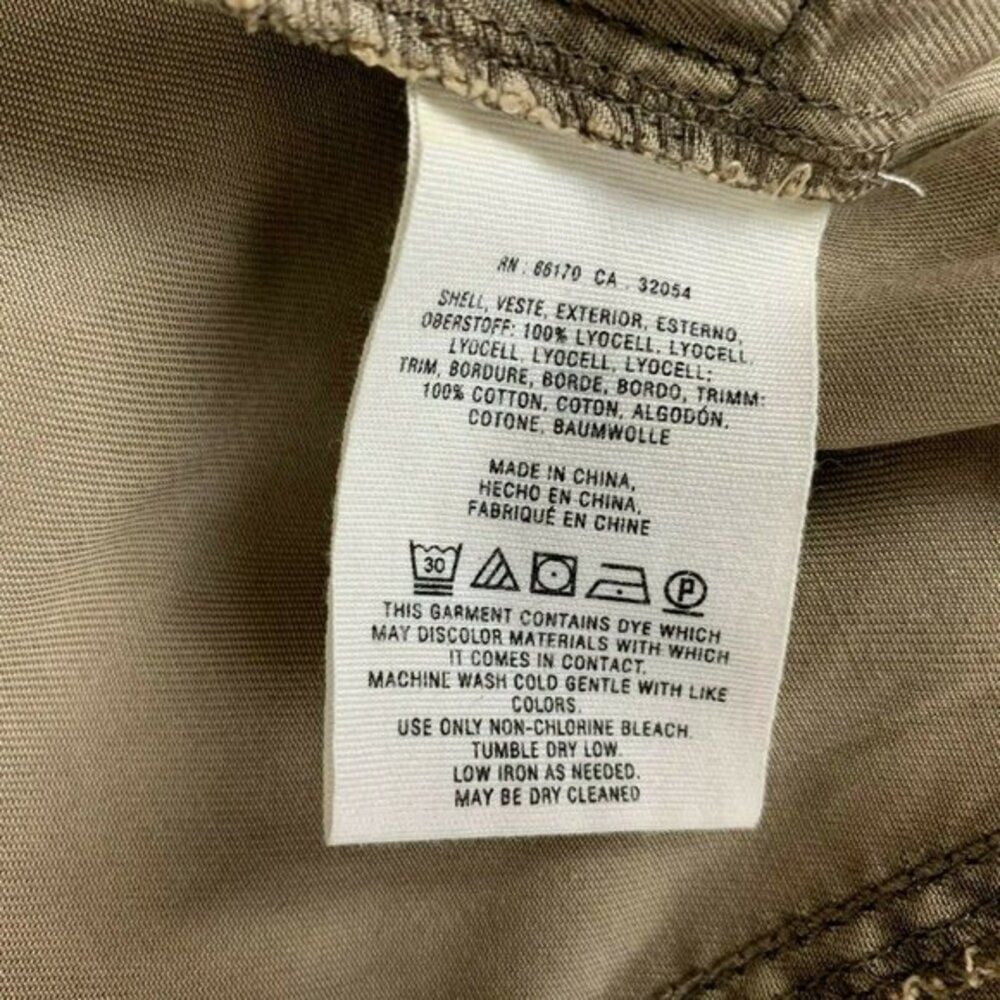 RN . 66170 CA . 32054
SHELL, VESTE, EXTERIOR, ESTERNO,
OBERSTOFF: 100% LYOCELL, LYOCELL,
LYOCELL, LYOCELL, LYOCELL;
TRIM, BORDURE, BORDE, BORDO, TRIMM:
100% COTTON, COTON, ALGODÓN,
COTONE, BAUMWOLLE
MADE IN CHINA,
HECHO EN CHINA,
FABRIQUÉ EN CHINE
30 P
THIS GARMENT CONTAINS DYE WHICH
MAY DISCOLOR MATERIALS WITH WHICH
IT COMES IN CONTACT.
MACHINE WASH COLD GENTLE WITH LIKE
COLORS.
USE ONLY NON-CHLORINE BLEACH.
TUMBLE DRY LOW.
LOW IRON AS NEEDED.
MAY BE DRY CLEANED